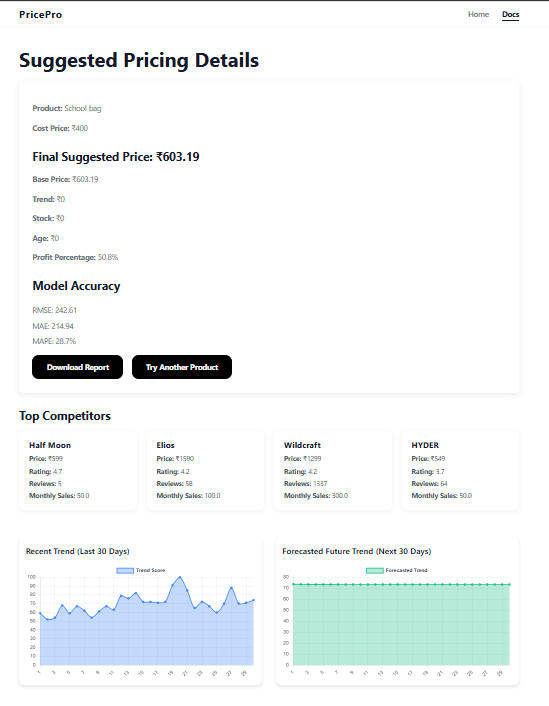 PricePro
Home
Docs
Suggested Pricing Details
Product: School bag
Cost Price: ₹400
Final Suggested Price: ₹603.19
Base Price: ₹603.19
Trend: ₹0
Stock: ₹0
Age: ₹0
Profit Percentage: 50.8%
Model Accuracy
RMSE: 242.61
MAE: 214.94
MAPE: 28.7%
Download Report
Try Another Product
Top Competitors
Half Moon
Price: ₹599
Rating: 4.7
Reviews: 5
Monthly Sales: 50.0
Elios
Price: ₹1590
Rating: 4.2
Reviews: 58
Monthly Sales: 100.0
Wildcraft
Price: ₹1299
Rating: 4.2
Reviews: 1337
Monthly Sales: 300.0
HYDER
Price: ₹549
Rating: 3.7
Reviews: 64
Monthly Sales: 50.0
Recent Trend (Last 30 Days)
Trend Score
100
90
80
70
60
50
40
30
20
10
0
1
3
5
7
9
11
13
15
17
19
21
23
25
27
29
Forecasted Future Trend (Next 30 Days)
Forecasted Trend
80
70
60
50
40
30
20
10
0
1
3
5
7
9
11
13
15
17
19
21
23
25
27
29